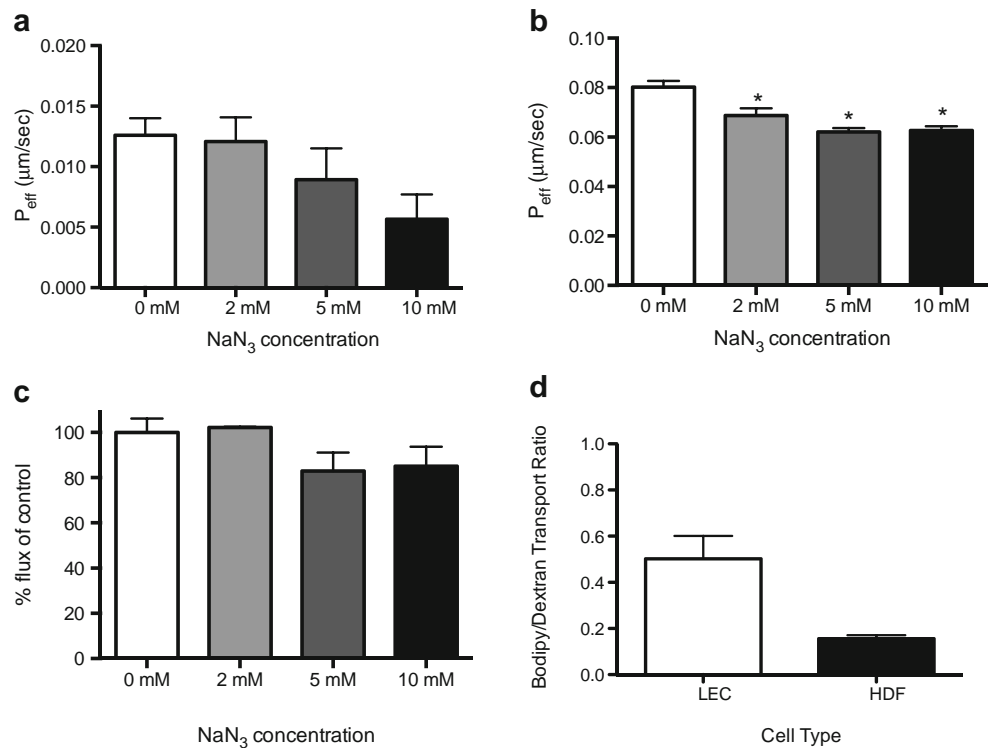 a
0.020
0.015
0.010
0.005
0.000
Peff (μm/sec)
0 mM 2 mM 5 mM 10 mM
NaN3 concentration
b
0.10
0.08
0.06
0.04
0.02
0.00
Peff (μm/sec)
* * *
0 mM 2 mM 5 mM 10 mM
NaN3 concentration
c
100
80
60
40
20
0
% flux of control
0 mM 2 mM 5 mM 10 mM
NaN3 concentration
d
1.0
0.8
0.6
0.4
0.2
0.0
Bodipy/Dextran Transport Ratio
LEC HDF
Cell Type